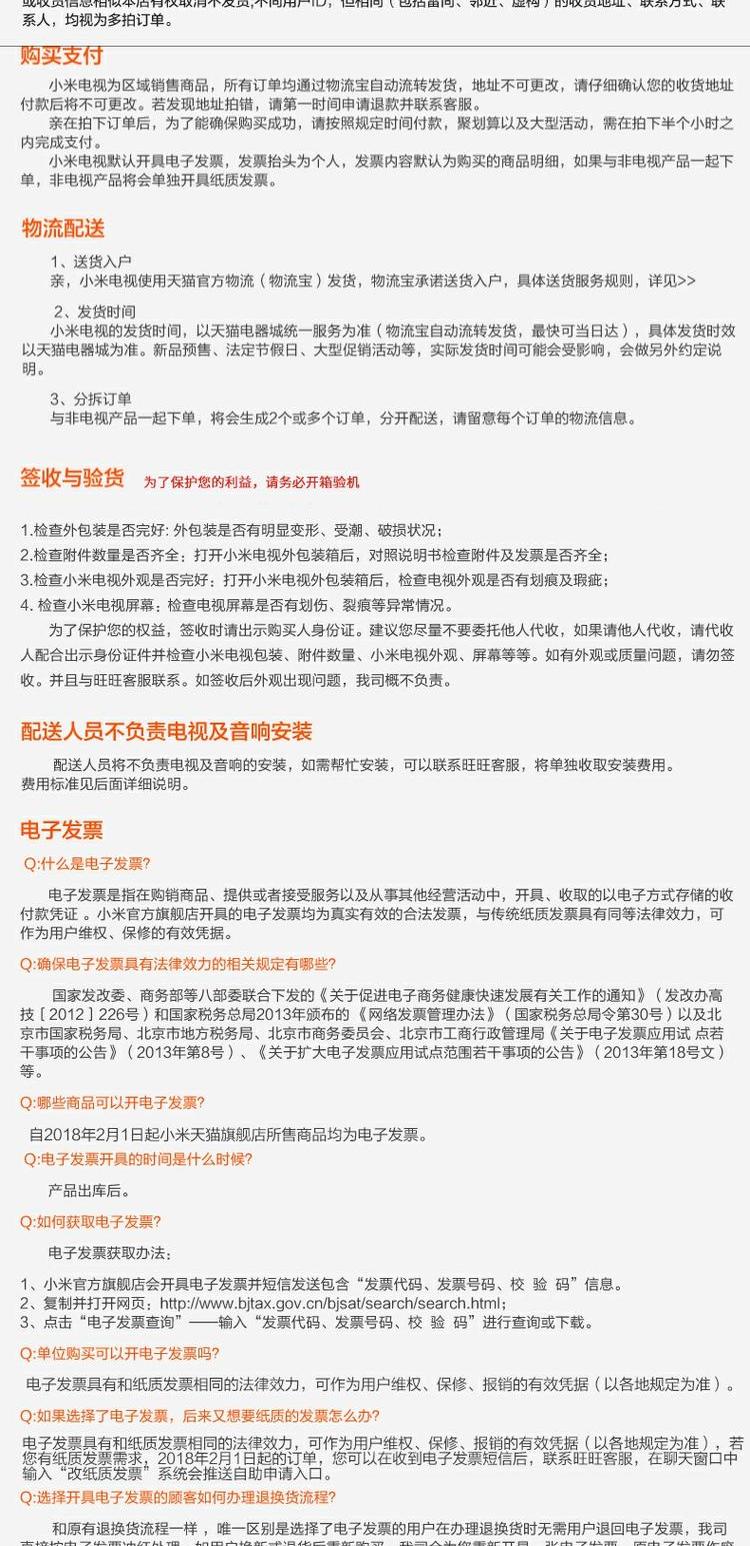 或收货信息相似本店有权取消不发货;不同用户ID，但相同（包括雷同、邻近、虚构）的收货地址、联系方式、联
系人，均视为多拍订单。
购买支付
小米电视为区域销售商品，所有订单均通过物流宝自动流转发货，地址不可更改，请仔细确认您的收货地址
付款后将不可更改。若发现地址拍错，请第一时间申请退款并联系客服。
亲在拍下订单后，为了能确保购买成功，请按照规定时间付款，聚划算以及大型活动，需在拍下半个小时之
内完成支付。
小米电视默认开具电子发票，发票抬头为个人，发票内容默认为购买的商品明细，如果与非电视产品一起下
单，非电视产品将会单独开具纸质发票。
物流配送
1、送货入户
亲，小米电视使用天猫官方物流（物流宝）发货，物流宝承诺送货入户，具体送货服务规则，详见>>
2、发货时间
小米电视的发货时间，以天猫电器城统一服务为准（物流宝自动流转发货，最快可当日达），具体发货时效
以天猫电器城为准。新品预售、法定节假日、大型促销活动等，实际发货时间可能会受影响，会做另外约定说
明。
3、分拆订单
与非电视产品一起下单，将会生成2个或多个订单，分开配送，请留意每个订单的物流信息。
签收与验货 为了保护您的利益，请务必开箱验机
1.检查外包装是否完好: 外包装是否有明显变形、受潮、破损状况；
2.检查附件数量是否齐全：打开小米电视外包装箱后，对照说明书检查附件及发票是否齐全；
3.检查小米电视外观是否完好：打开小米电视外包装箱后，检查电视外观是否有划痕及瑕疵；
4. 检查小米电视屏幕：检查电视屏幕是否有划伤、裂痕等异常情况。
为了保护您的权益，签收时请出示购买人身份证。建议您尽量不要委托他人代收，如果请他人代收，请代收
人配合出示身份证件并检查小米电视包装、附件数量、小米电视外观、屏幕等等。如有外观或质量问题，请勿签
收。并且与旺旺客服联系。如签收后外观出现问题，我司概不负责。
配送人员不负责电视及音响安装
配送人员将不负责电视及音响的安装，如需帮忙安装，可以联系旺旺客服，将单独收取安装费用。
费用标准见后面详细说明。
电子发票
Q:什么是电子发票?
电子发票是指在购销商品、提供或者接受服务以及从事其他经营活动中，开具、收取的以电子方式存储的收
付款凭证 。小米官方旗舰店开具的电子发票均为真实有效的合法发票，与传统纸质发票具有同等法律效力，可
作为用户维权、保修的有效凭据。
Q:确保电子发票具有法律效力的相关规定有哪些?
国家发改委、商务部等八部委联合下发的《关于促进电子商务健康快速发展有关工作的通知》（发改办高
技［2012］226号）和国家税务总局2013年颁布的 《网络发票管理办法》（国家税务总局令第30号）以及北
京市国家税务局、北京市地方税务局、北京市商务委员会、北京市工商行政管理局《关于电子发票应用试 点若
干事项的公告》（2013年第8号）、《关于扩大电子发票应用试点范围若干事项的公告》（2013年第18号文）
等。
Q:哪些商品可以开电子发票?
自2018年2月1日起小米天猫旗舰店所售商品均为电子发票。
Q:电子发票开具的时间是什么时候?
产品出库后。
Q:如何获取电子发票?
电子发票获取办法：
1、小米官方旗舰店会开具电子发票并短信发送包含“发票代码、发票号码、校 验 码”信息。
2、复制并打开网页：http://www.bjtax.gov.cn/bjsat/search/search.html；
3、点击“电子发票查询”——输入“发票代码、发票号码、校 验 码”进行查询或下载。
Q:单位购买可以开电子发票吗?
电子发票具有和纸质发票相同的法律效力，可作为用户维权、保修、报销的有效凭据（以各地规定为准）。
Q:如果选择了电子发票，后来又想要纸质的发票怎么办?
电子发票具有和纸质发票相同的法律效力，可作为用户维权、保修、报销的有效凭据（以各地规定为准），若
您有纸质发票需求，2018年2月1日起的订单，您可以在收到电子发票短信后，联系旺旺客服，在聊天窗口中
输入“改纸质发票”系统会推送自助申请入口。
Q:选择开具电子发票的顾客如何办理退换货流程?
和原有退换货流程一样 ，唯一区别是选择了电子发票的用户在办理退换货时无需用户退回电子发票，我司